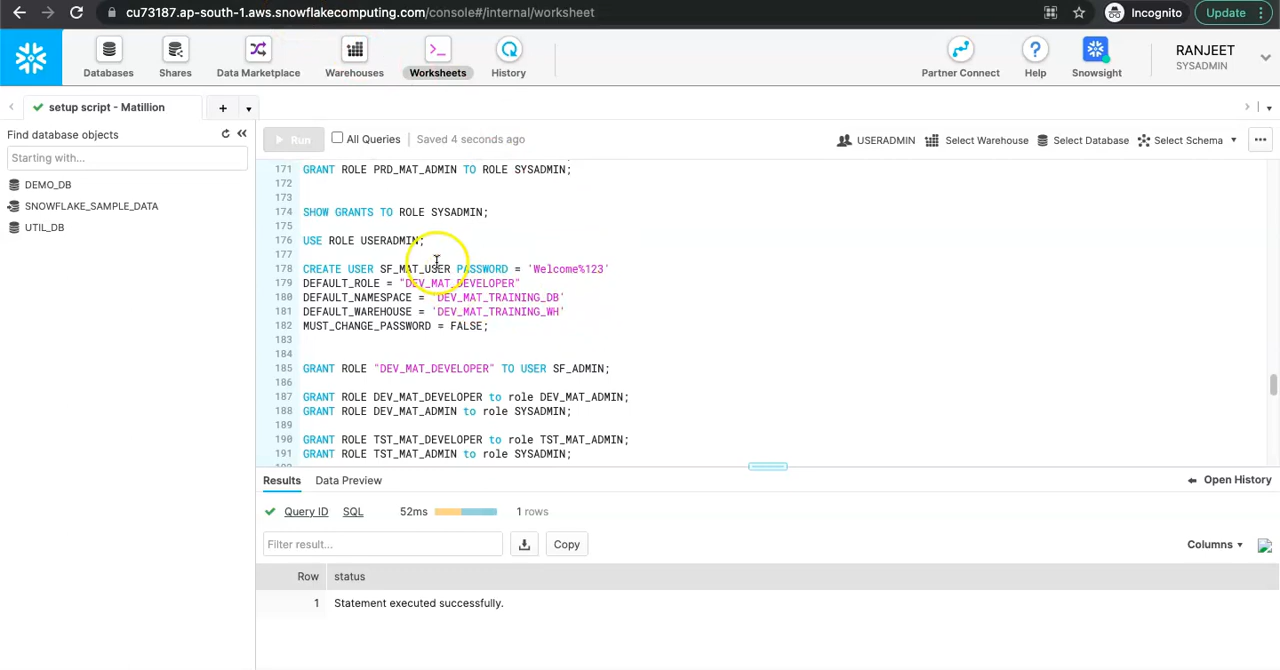 cu73187.ap-south-1.aws.snowflakecomputing.com/console#/internal/worksheet
Incognito
Update
Databases
Shares
Data Marketplace
Warehouses
Worksheets
History
Partner Connect
Help
Snowsight
RANJEET
SYSADMIN
setup script - Matillion
Find database objects
Starting with...
DEMO_DB
SNOWFLAKE_SAMPLE_DATA
UTIL_DB
Run
All Queries
Saved 4 seconds ago
USERADMIN
Select Warehouse
Select Database
Select Schema
171 GRANT ROLE PRD_MAT_ADMIN TO ROLE SYSADMIN;
172
173
174 SHOW GRANTS TO ROLE SYSADMIN;
175
176 USE ROLE USERADMIN;
177
178 CREATE USER SF_MAT_USER PASSWORD = 'Welcome%123'
179 DEFAULT_ROLE = "DEV_MAT_DEVELOPER"
180 DEFAULT_NAMESPACE = 'DEV_MAT_TRAINING_DB'
181 DEFAULT_WAREHOUSE = 'DEV_MAT_TRAINING_WH'
182 MUST_CHANGE_PASSWORD = FALSE;
183
184
185 GRANT ROLE "DEV_MAT_DEVELOPER" TO USER SF_ADMIN;
186
187 GRANT ROLE DEV_MAT_DEVELOPER to role DEV_MAT_ADMIN;
188 GRANT ROLE DEV_MAT_ADMIN to role SYSADMIN;
189
190 GRANT ROLE TST_MAT_DEVELOPER to role TST_MAT_ADMIN;
191 GRANT ROLE TST_MAT_ADMIN to role SYSADMIN;
Results
Data Preview
Open History
Query ID
SQL
52ms
1 rows
Filter result...
Copy
Columns
Row status
1 Statement executed successfully.